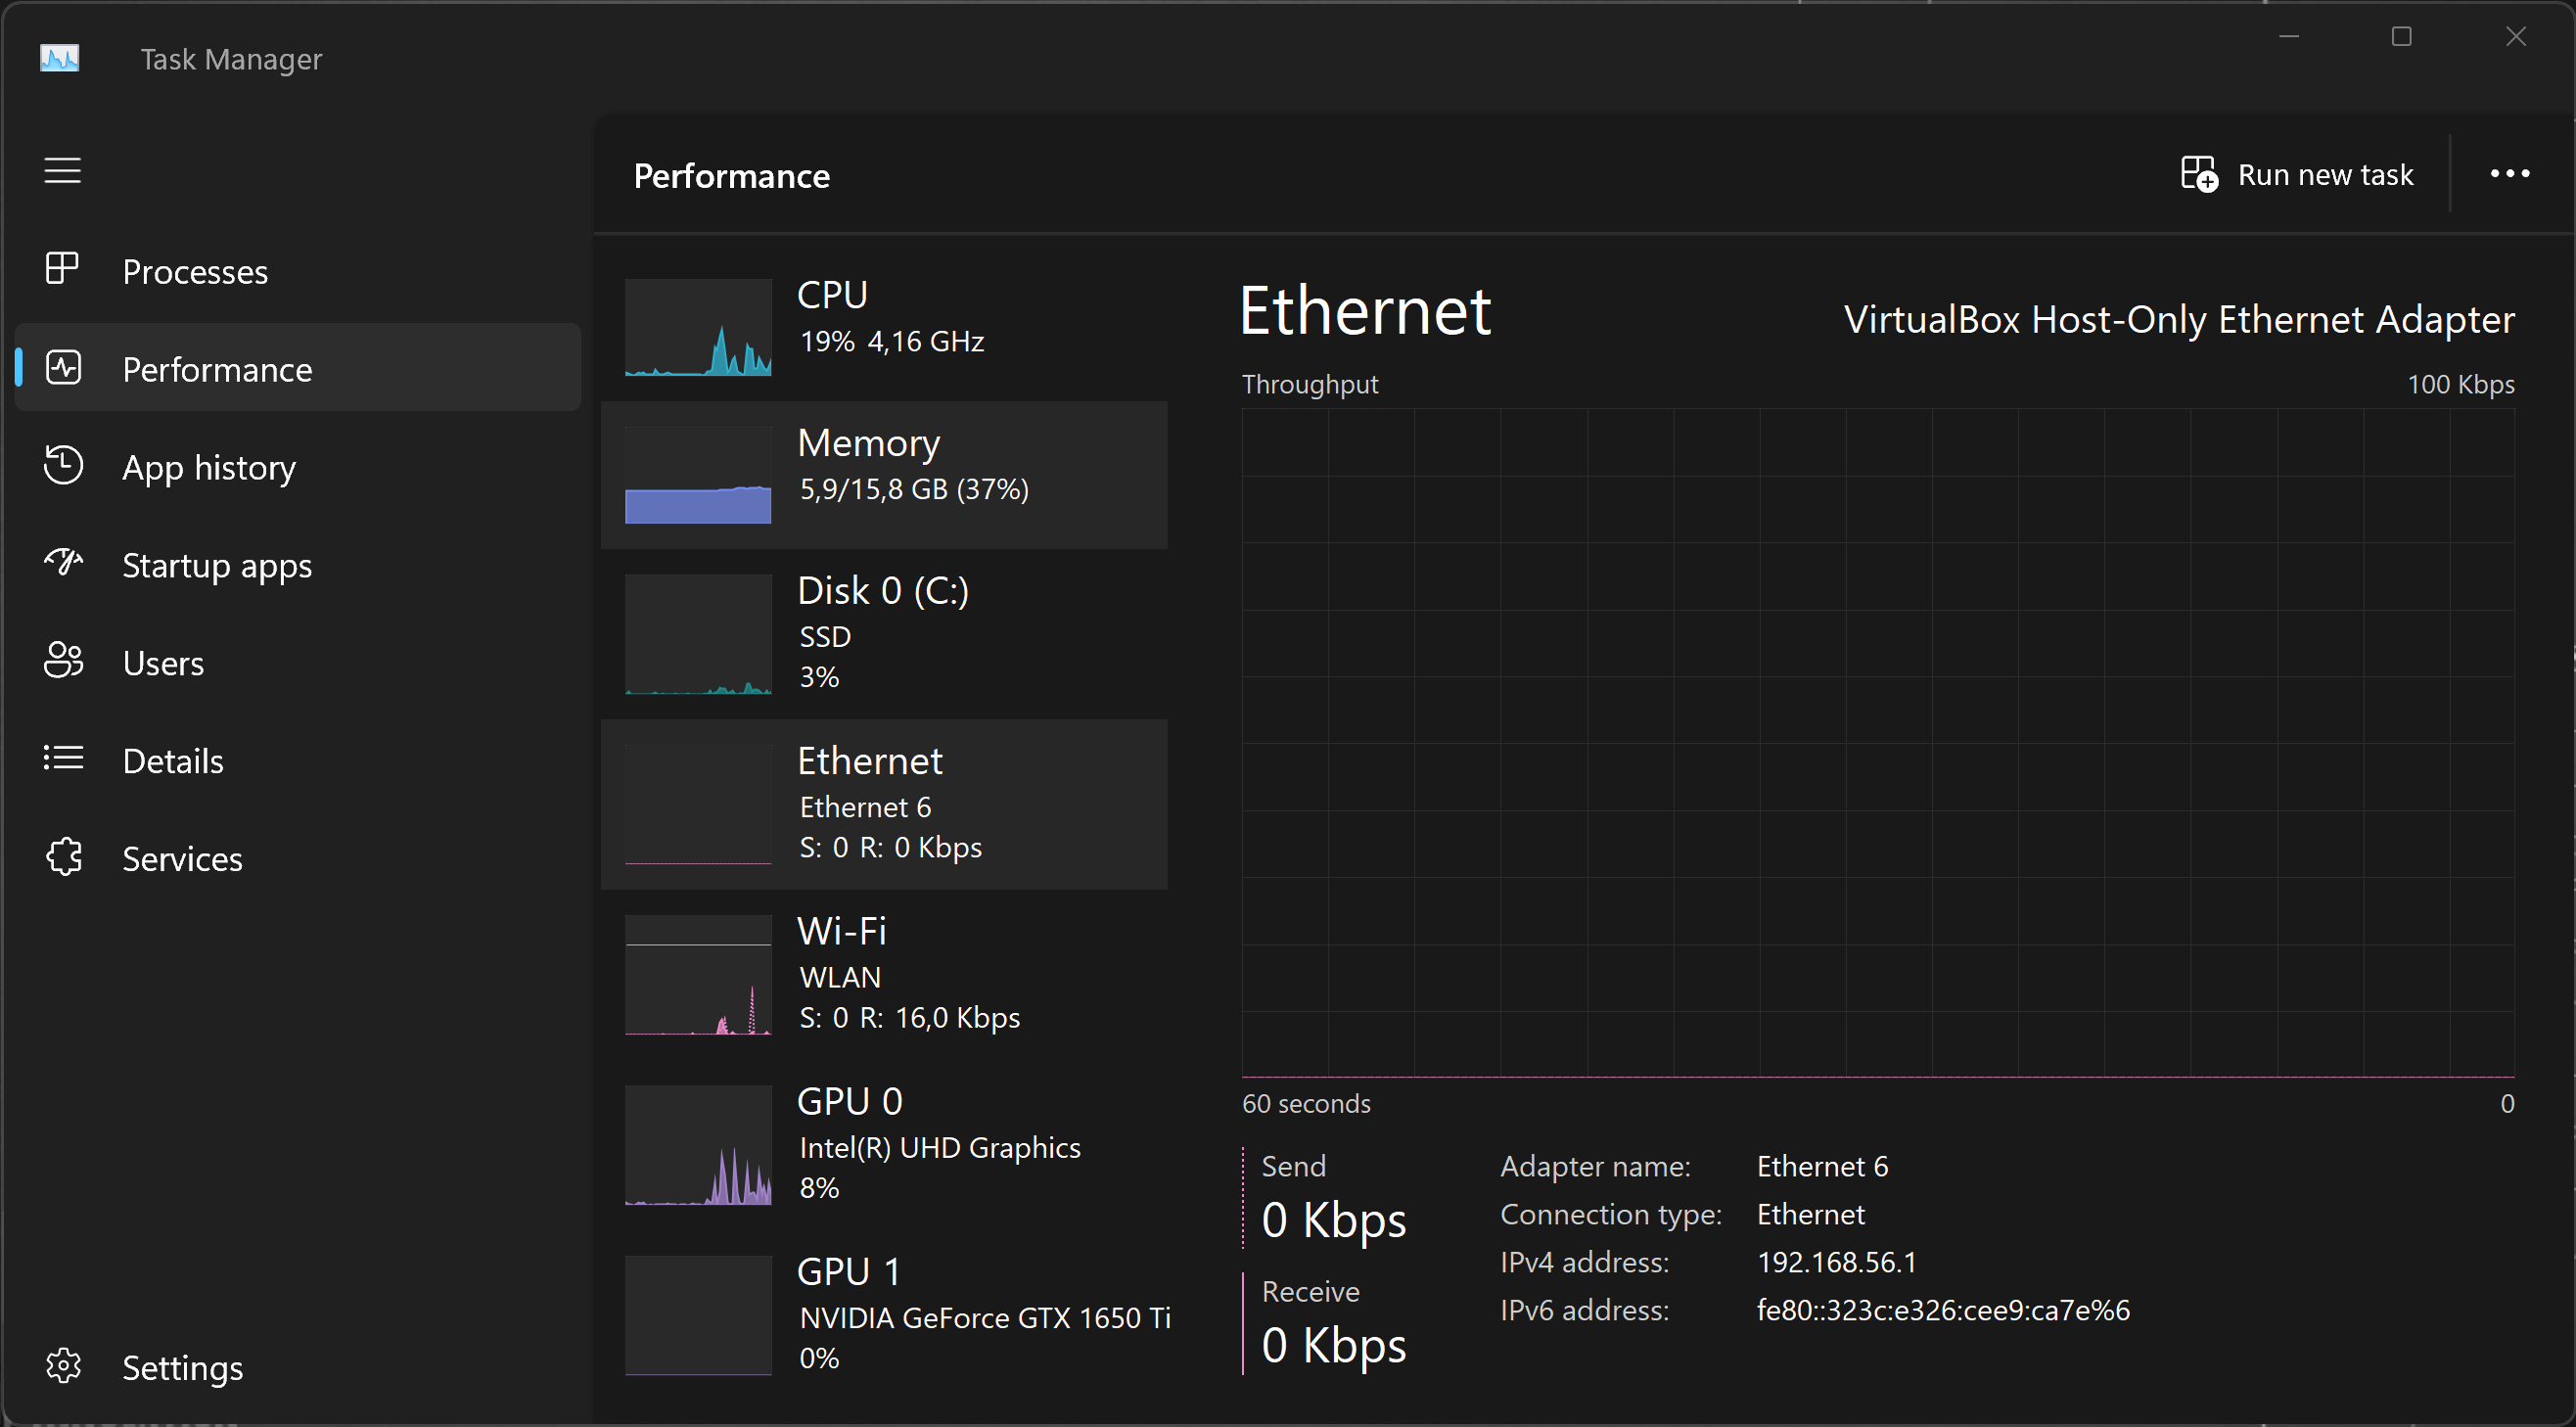 Task Manager
Processes
Performance
App history
Startup apps
Users
Details
Services
Settings
Performance
Run new task
CPU
19% 4,16 GHz
Memory
5,9/15,8 GB (37%)
Disk 0 (C:)
SSD
3%
Ethernet
Ethernet 6
S: 0 R: 0 Kbps
Wi-Fi
WLAN
S: 0 R: 16,0 Kbps
GPU 0
Intel(R) UHD Graphics
8%
GPU 1
NVIDIA GeForce GTX 1650 Ti
0%
Ethernet
VirtualBox Host-Only Ethernet Adapter
Throughput
100 Kbps
60 seconds
0
Send
0 Kbps
Receive
0 Kbps
Adapter name: Ethernet 6
Connection type: Ethernet
IPv4 address: 192.168.56.1
IPv6 address: fe80::323c:e326:cee9:ca7e%6